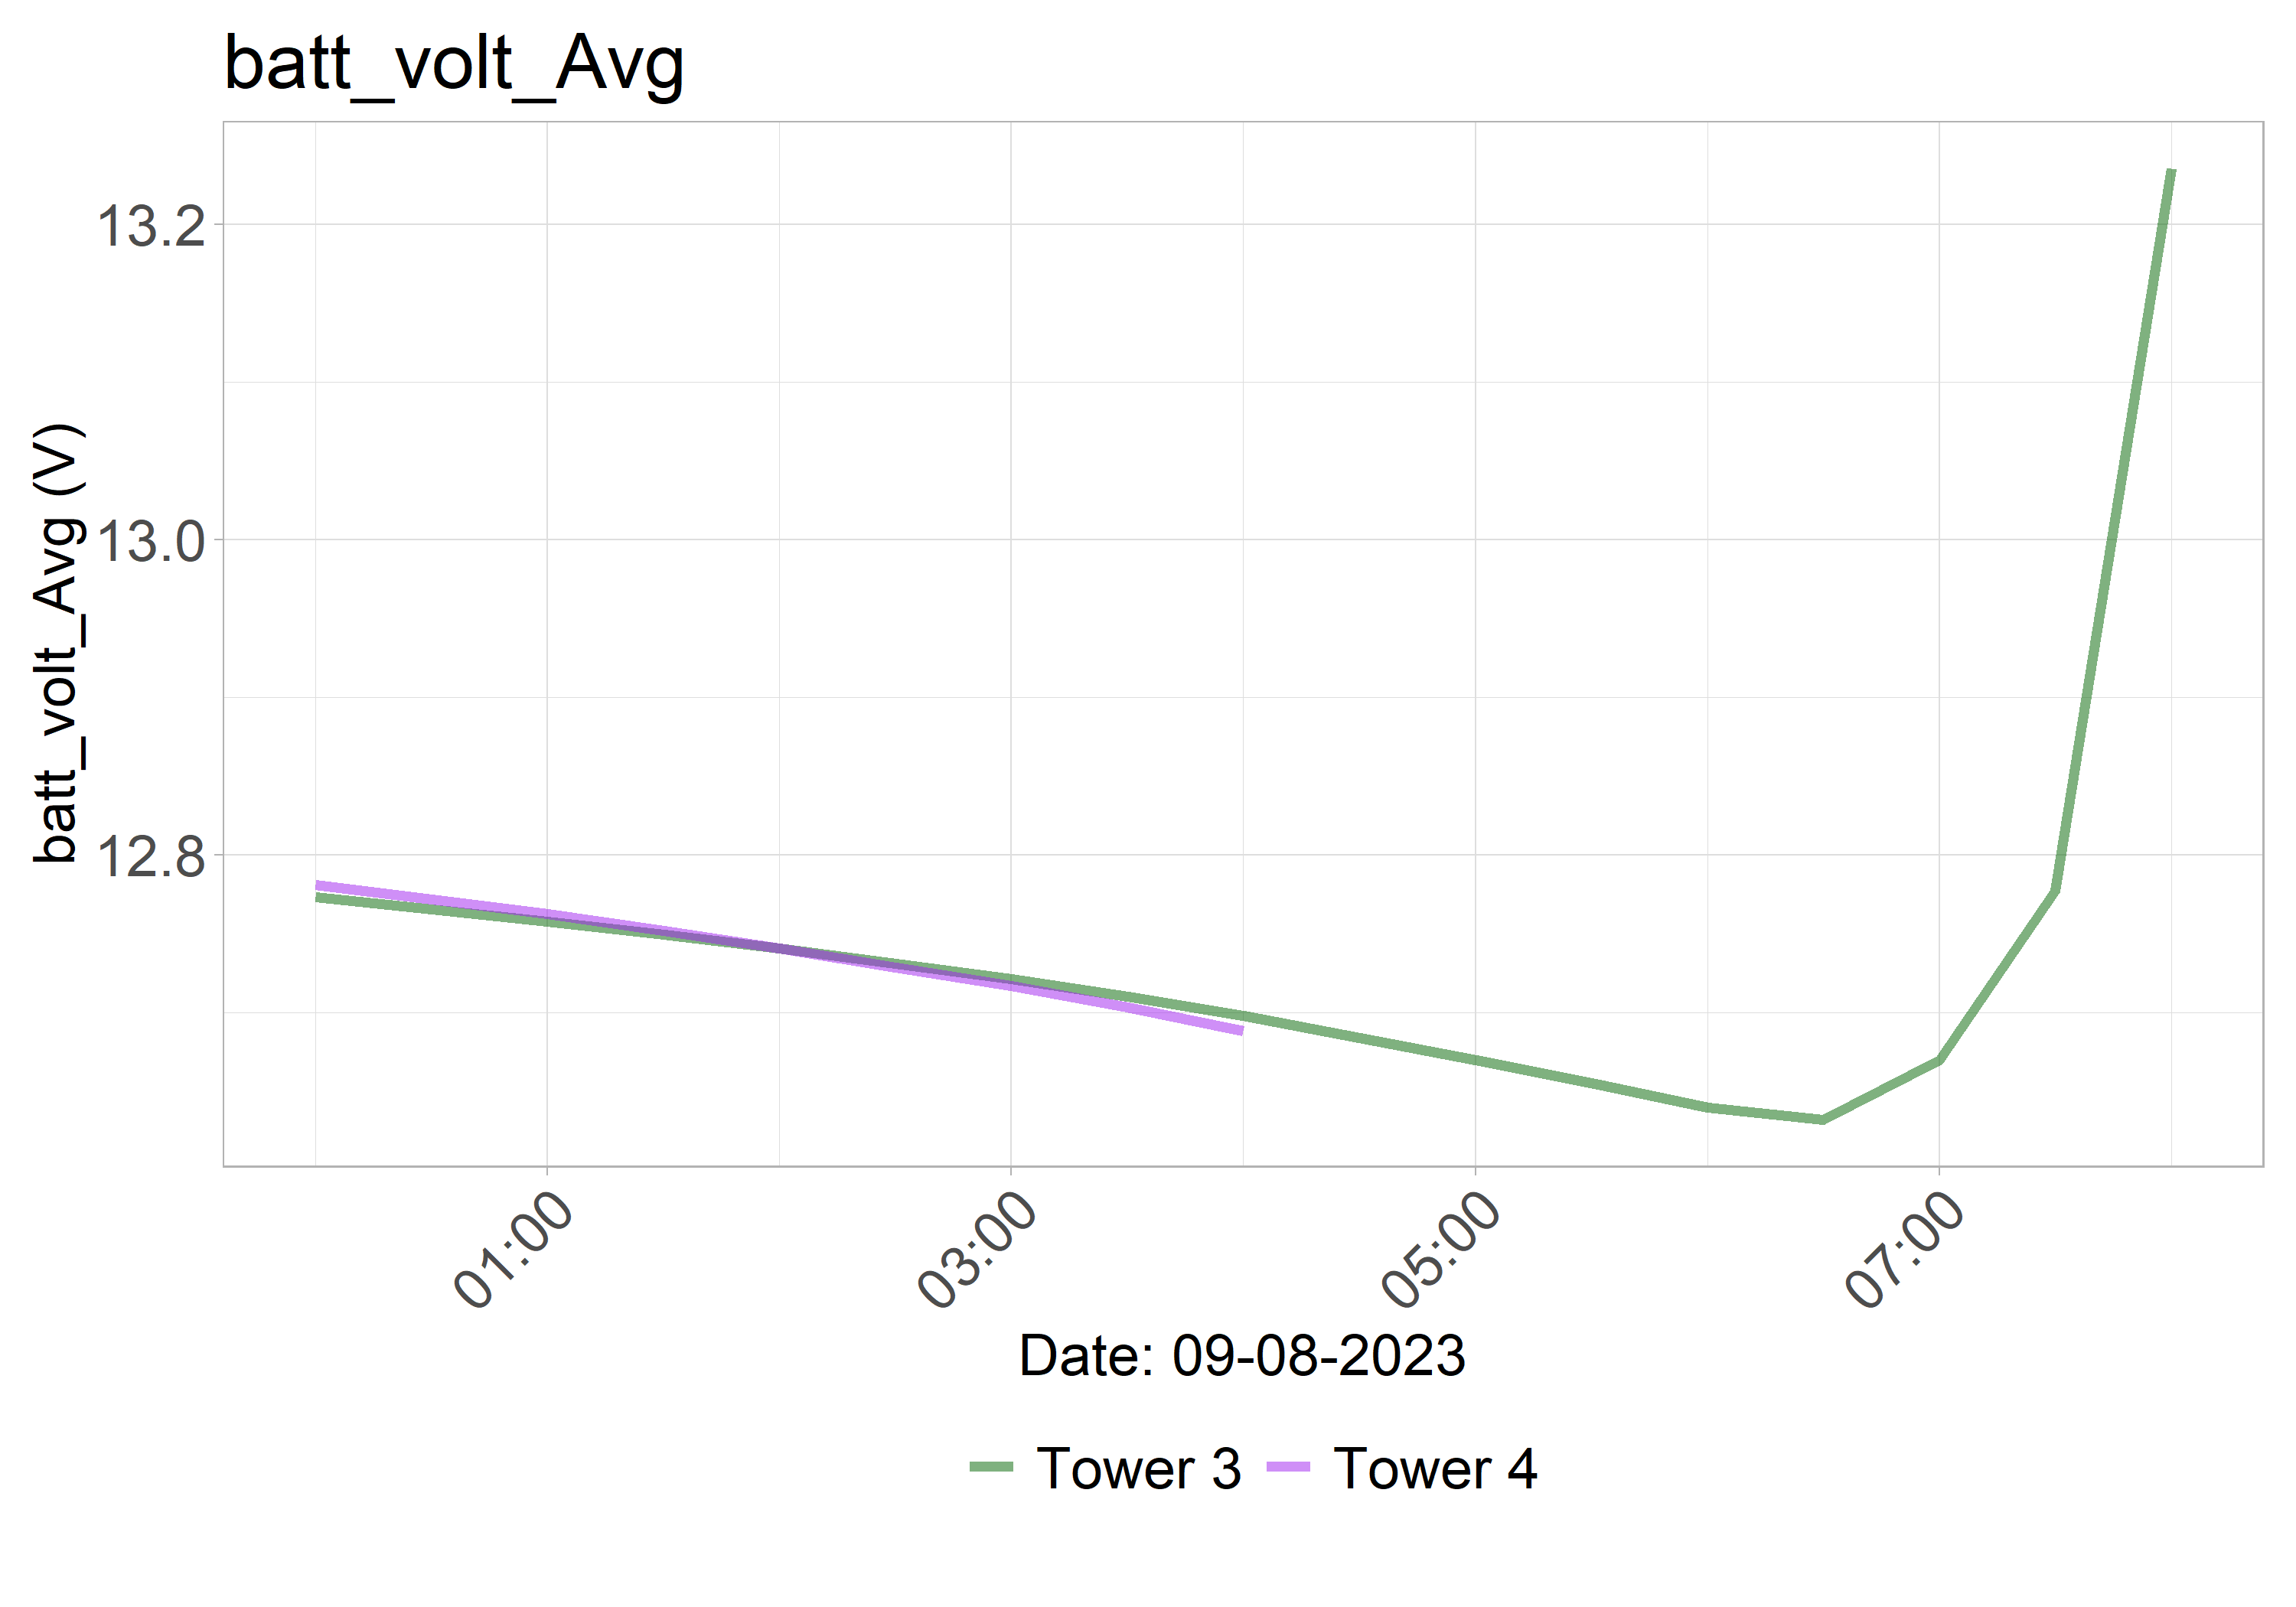 batt_volt_Avg
batt_volt_Avg (V)
13.2
13.0
12.8
01:00
03:00
05:00
07:00
Date: 09-08-2023
Tower 3
Tower 4